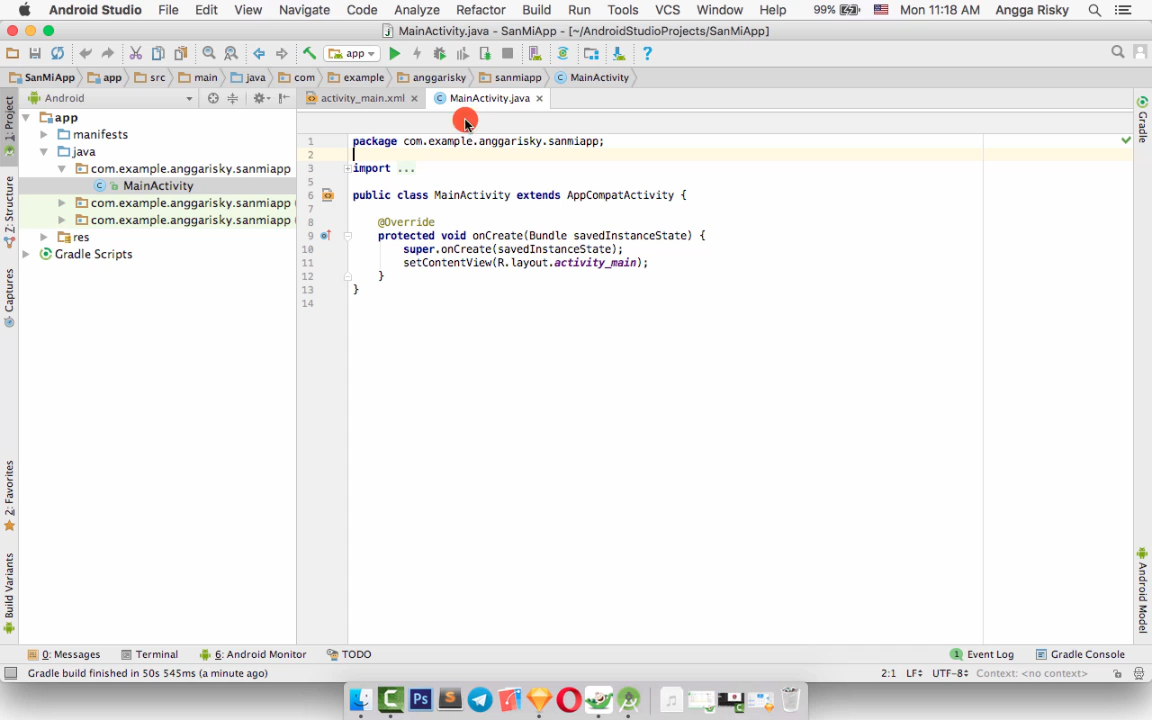 Android Studio File Edit View Navigate Code Analyze Refactor Build Run Tools VCS Window Help 99% Mon 11:18 AM Angga Risky
MainActivity.java - SanMiApp - [~/AndroidStudioProjects/SanMiApp]
app
SanMiApp app src main java com example anggarisky sanmiapp MainActivity
Android
activity_main.xml MainActivity.java
1: Project
Z: Structure
Captures
2: Favorites
Build Variants
app
manifests
java
com.example.anggarisky.sanmiapp
MainActivity
com.example.anggarisky.sanmiapp (
com.example.anggarisky.sanmiapp (
res
Gradle Scripts
1 package com.example.anggarisky.sanmiapp;
2
3 import ...
5
6 public class MainActivity extends AppCompatActivity {
7
8 @Override
9 protected void onCreate(Bundle savedInstanceState) {
10 super.onCreate(savedInstanceState);
11 setContentView(R.layout.activity_main);
12 }
13 }
14
Gradle
Android Model
0: Messages Terminal 6: Android Monitor TODO 1 Event Log Gradle Console
Gradle build finished in 50s 545ms (a minute ago) 2:1 LF÷ UTF-8÷ Context: <no context>
Ps S